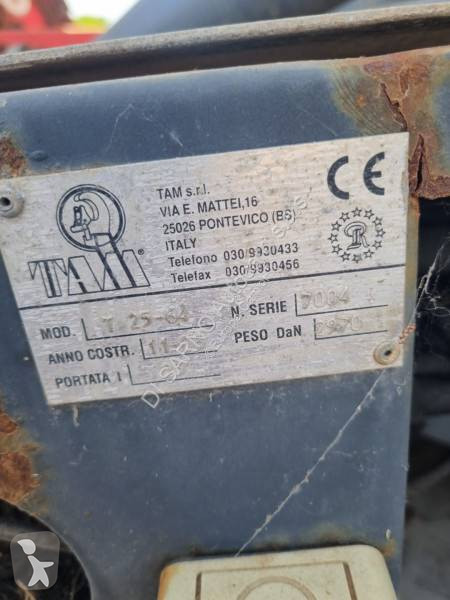 TAM s.r.l.
VIA E. MATTEI,16
25026 PONTEVICO (BS)
ITALY
Telefono 030/9930433
Telefax 030/9930456
CE
TAM®
MOD. T.25-64 N. SERIE 7004
ANNO COSTR. 11 PESO DaN
PORTATA